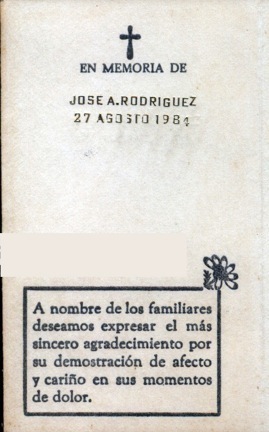 EN MEMORIA DE
JOSE A. RODRIGUEZ
27 AGOSTO 1984
A nombre de los familiares
deseamos expresar el más
sincero agradecimiento por
su demostración de afecto
y cariño en sus momentos
de dolor.